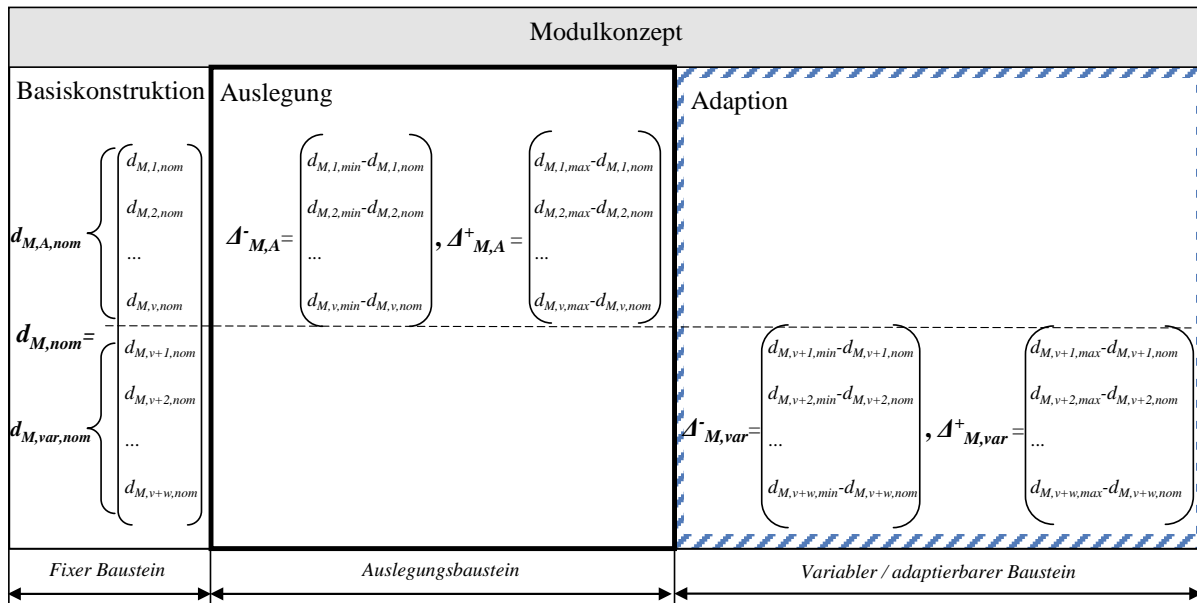 Modulkonzept
Basiskonstruktion
d_{M,A,nom}
d_{M,nom}=
d_{M,var,nom}
d_{M,1,nom}
d_{M,2,nom}
...
d_{M,v,nom}
d_{M,v+1,nom}
d_{M,v+2,nom}
...
d_{M,v+w,nom}
Auslegung
Δ^-_{M,A}=
d_{M,1,min}-d_{M,1,nom}
d_{M,2,min}-d_{M,2,nom}
...
d_{M,v,min}-d_{M,v,nom}
, Δ^+_{M,A} =
d_{M,1,max}-d_{M,1,nom}
d_{M,2,max}-d_{M,2,nom}
...
d_{M,v,max}-d_{M,v,nom}
Adaption
Δ^-_{M,var}=
d_{M,v+1,min}-d_{M,v+1,nom}
d_{M,v+2,min}-d_{M,v+2,nom}
...
d_{M,v+w,min}-d_{M,v+w,nom}
, Δ^+_{M,var}=
d_{M,v+1,max}-d_{M,v+1,nom}
d_{M,v+2,max}-d_{M,v+2,nom}
...
d_{M,v+w,max}-d_{M,v+w,nom}
Fixer Baustein
Auslegungsbaustein
Variabler / adaptierbarer Baustein